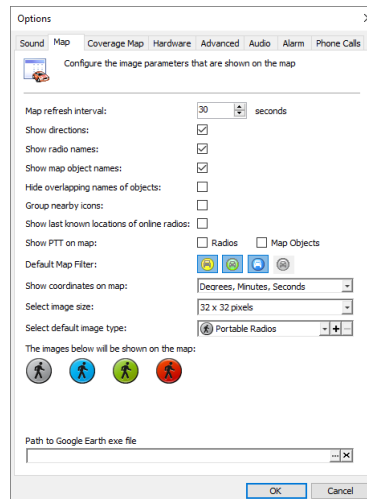 Options
Sound Map Coverage Map Hardware Advanced Audio Alarm Phone Calls
Configure the image parameters that are shown on the map
Map refresh interval: 30 seconds
Show directions:
Show radio names:
Show map object names:
Hide overlapping names of objects:
Group nearby icons:
Show last known locations of online radios:
Show PTT on map: Radios Map Objects
Default Map Filter:
Show coordinates on map: Degrees, Minutes, Seconds
Select image size: 32 x 32 pixels
Select default image type: Portable Radios
The images below will be shown on the map:
Path to Google Earth exe file
OK Cancel